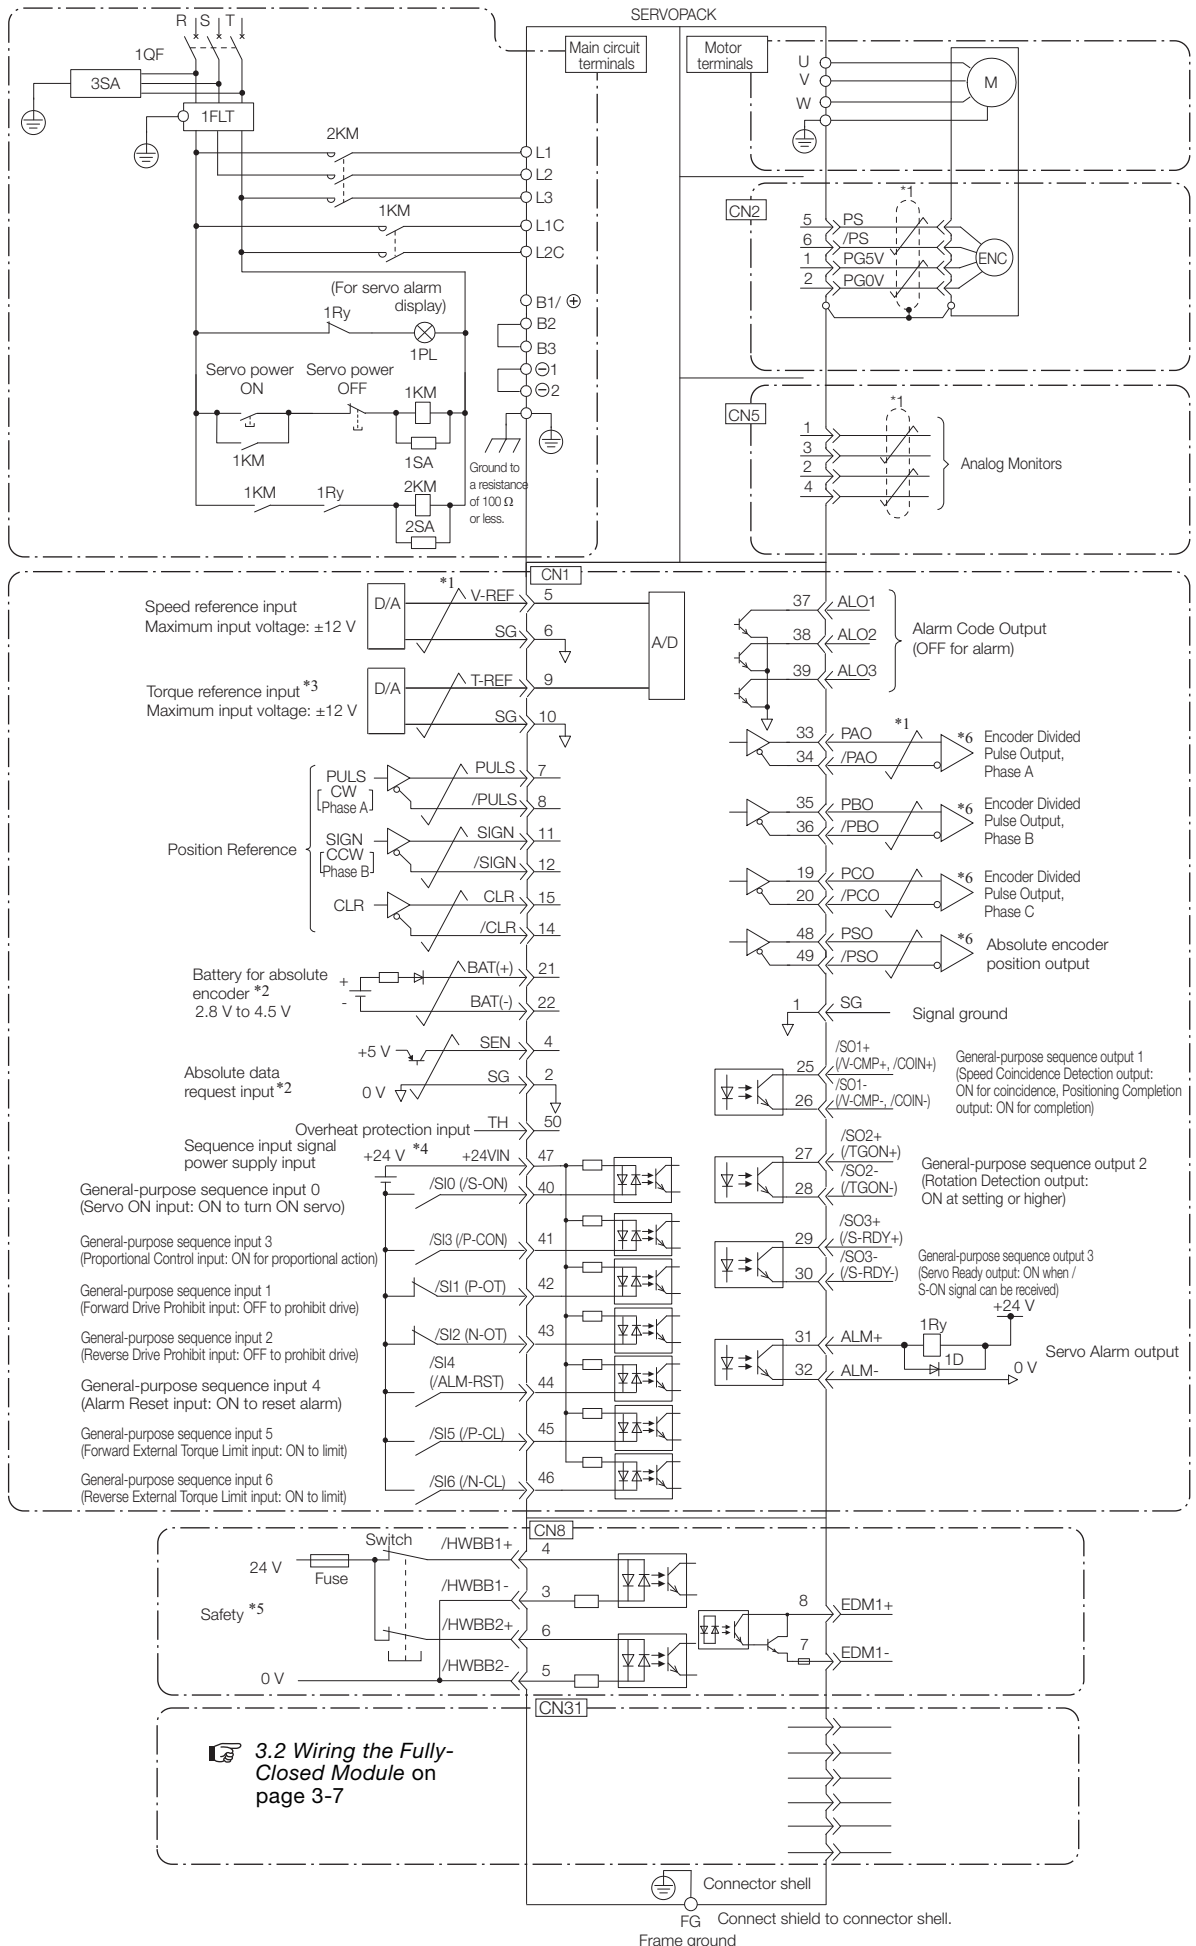 SERVOPACK
R S T
1QF
3SA
1FLT
2KM
1KM
Main circuit
terminals
L1
L2
L3
L1C
L2C
(For servo alarm
display)
1Ry
1PL
B1/ ⊕
B2
B3
⊖1
⊖2
Servo power
ON
Servo power
OFF
1KM
1SA
1KM
1KM
1Ry
2KM
2SA
Ground to
a resistance
of 100 Ω
or less.
Motor
terminals
U
V
W
M
CN2
*1
5 PS
6 /PS
1 PG5V
2 PG0V
ENC
CN5
*1
1
3
2
4
Analog Monitors
CN1
Speed reference input
Maximum input voltage: ±12 V
D/A
*1
V-REF 5
SG 6
A/D
Torque reference input *3
Maximum input voltage: ±12 V
D/A
T-REF 9
SG 10
Position Reference
PULS
CW
Phase A
PULS 7
/PULS 8
SIGN
CCW
Phase B
SIGN 11
/SIGN 12
CLR
CLR 15
/CLR 14
Battery for absolute
encoder *2
2.8 V to 4.5 V
+
-
BAT(+) 21
BAT(-) 22
Absolute data
request input*2
+5 V
SEN 4
0 V
SG 2
Overheat protection input TH 50
Sequence input signal
power supply input
+24 V *4
+24VIN 47
General-purpose sequence input 0
(Servo ON input: ON to turn ON servo)
/SI0 (/S-ON) 40
General-purpose sequence input 3
(Proportional Control input: ON for proportional action)
/SI3 (/P-CON) 41
General-purpose sequence input 1
(Forward Drive Prohibit input: OFF to prohibit drive)
/SI1 (P-OT) 42
General-purpose sequence input 2
(Reverse Drive Prohibit input: OFF to prohibit drive)
/SI2 (N-OT) 43
General-purpose sequence input 4
(Alarm Reset input: ON to reset alarm)
/SI4
(/ALM-RST) 44
General-purpose sequence input 5
(Forward External Torque Limit input: ON to limit)
/SI5 (/P-CL) 45
General-purpose sequence input 6
(Reverse External Torque Limit input: ON to limit)
/SI6 (/N-CL) 46
37 ALO1
38 ALO2
39 ALO3
Alarm Code Output
(OFF for alarm)
33 PAO
34 /PAO
*1
*6
Encoder Divided
Pulse Output,
Phase A
35 PBO
36 /PBO
*6
Encoder Divided
Pulse Output,
Phase B
19 PCO
20 /PCO
*6
Encoder Divided
Pulse Output,
Phase C
48 PSO
49 /PSO
*6
Absolute encoder
position output
1 SG
Signal ground
25
/SO1+
(/V-CMP+, /COIN+)
/SO1-
26 (/V-CMP-, /COIN-)
General-purpose sequence output 1
(Speed Coincidence Detection output:
ON for coincidence, Positioning Completion
output: ON for completion)
/SO2+
27 (/TGON+)
/SO2-
28 (/TGON-)
General-purpose sequence output 2
(Rotation Detection output:
ON at setting or higher)
/SO3+
29 (/S-RDY+)
/SO3-
30 (/S-RDY-)
General-purpose sequence output 3
(Servo Ready output: ON when /
S-ON signal can be received)
+24 V
1Ry
31 ALM+
1D
32 ALM-
0 V
Servo Alarm output
CN8
Switch
24 V
Fuse
/HWBB1+ 4
/HWBB1- 3
Safety *5
/HWBB2+ 6
/HWBB2- 5
0 V
8 EDM1+
7 EDM1-
CN31
3.2 Wiring the Fully-
Closed Module on
page 3-7
Connector shell
FG Connect shield to connector shell.
Frame ground